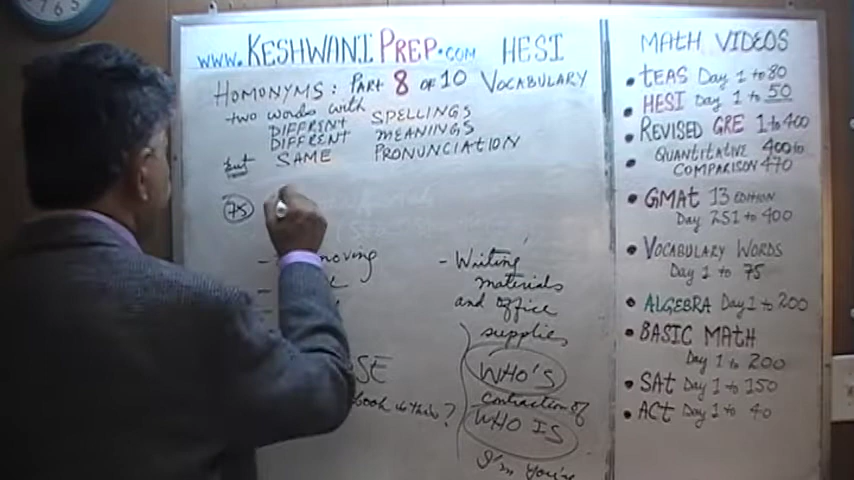 www.KESHWANIPREP.com HESI
HOMONYMS: PART 8 OF 10 VOCABULARY
two words with
DIFFRENT SPELLINGS
DIFFRENT MEANINGS
but SAME PRONUNCIATION
75
- moving
- Writing
materials
and office
supplies
SE
book is this?
WHO'S
contraction of
WHO IS
I'm You're
MATH VIDEOS
• TEAS Day 1 to 80
• HESI Day 1 to 50
• REVISED GRE 1 to 400
• QUANTITATIVE 400 to
COMPARISON 470
• GMAT 13 EDITION
Day 251 to 400
• VOCABULARY WORDS
Day 1 to 75
• ALGEBRA Day 1 to 200
• BASIC MATH
Day 1 to 200
• SAT Day 1 to 150
• ACT Day 1 to 40